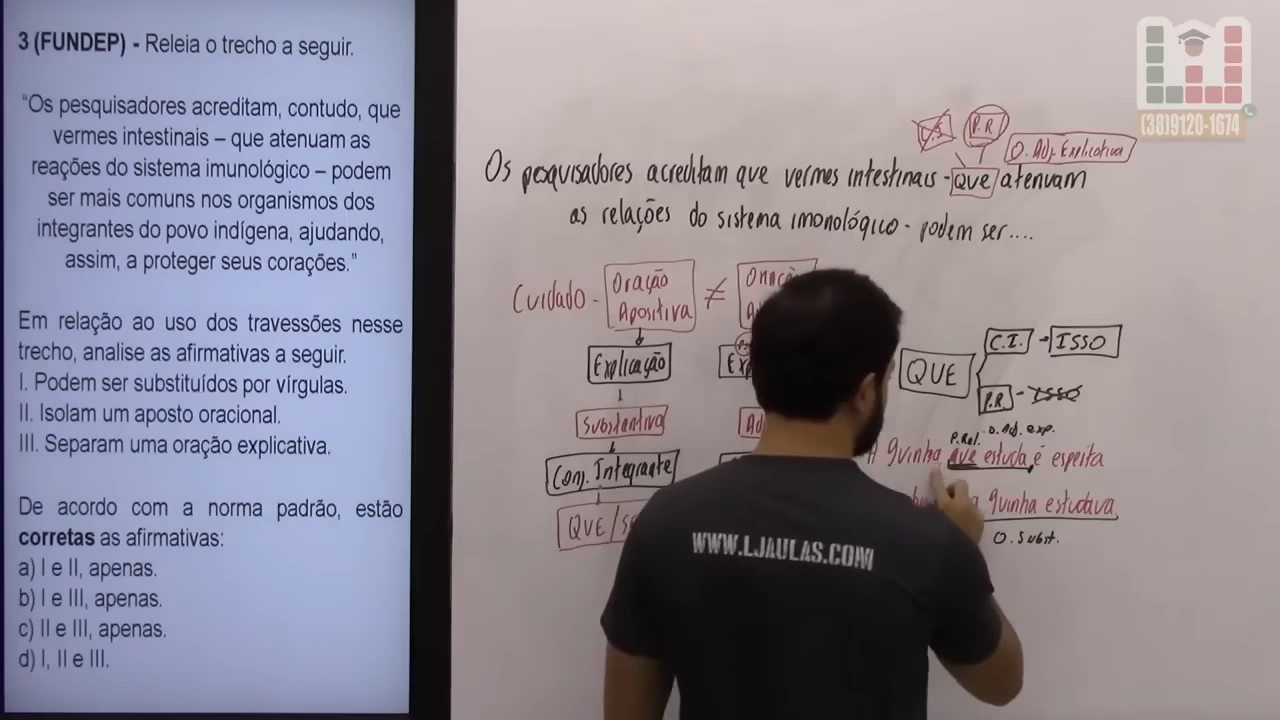 3 (FUNDEP) - Releia o trecho a seguir.
“Os pesquisadores acreditam, contudo, que
vermes intestinais – que atenuam as
reações do sistema imunológico – podem
ser mais comuns nos organismos dos
integrantes do povo indígena, ajudando,
assim, a proteger seus corações.”
Em relação ao uso dos travessões nesse
trecho, analise as afirmativas a seguir.
I. Podem ser substituídos por vírgulas.
II. Isolam um aposto oracional.
III. Separam uma oração explicativa.
De acordo com a norma padrão, estão
corretas as afirmativas:
a) I e II, apenas.
b) I e III, apenas.
c) II e III, apenas.
d) I, II e III.
(38)9120-1674
P.R
O. Adj. Explicativa
Os pesquisadores acreditam que vermes intestinais - QUE atenuam
as relações do sistema imonológico - podem ser....
Cuidado - Oração Apositiva ≠ Oração
Explicação
Substantiva
Conj. Integrante
QUE
QUE
C.I. - ISSO
P.R. - ISSO
P.Rel. O. Adj. exp.
A guinha que estuda, é esperta
guinha estudava
O. Subst.
WWW.LJAULAS.COM